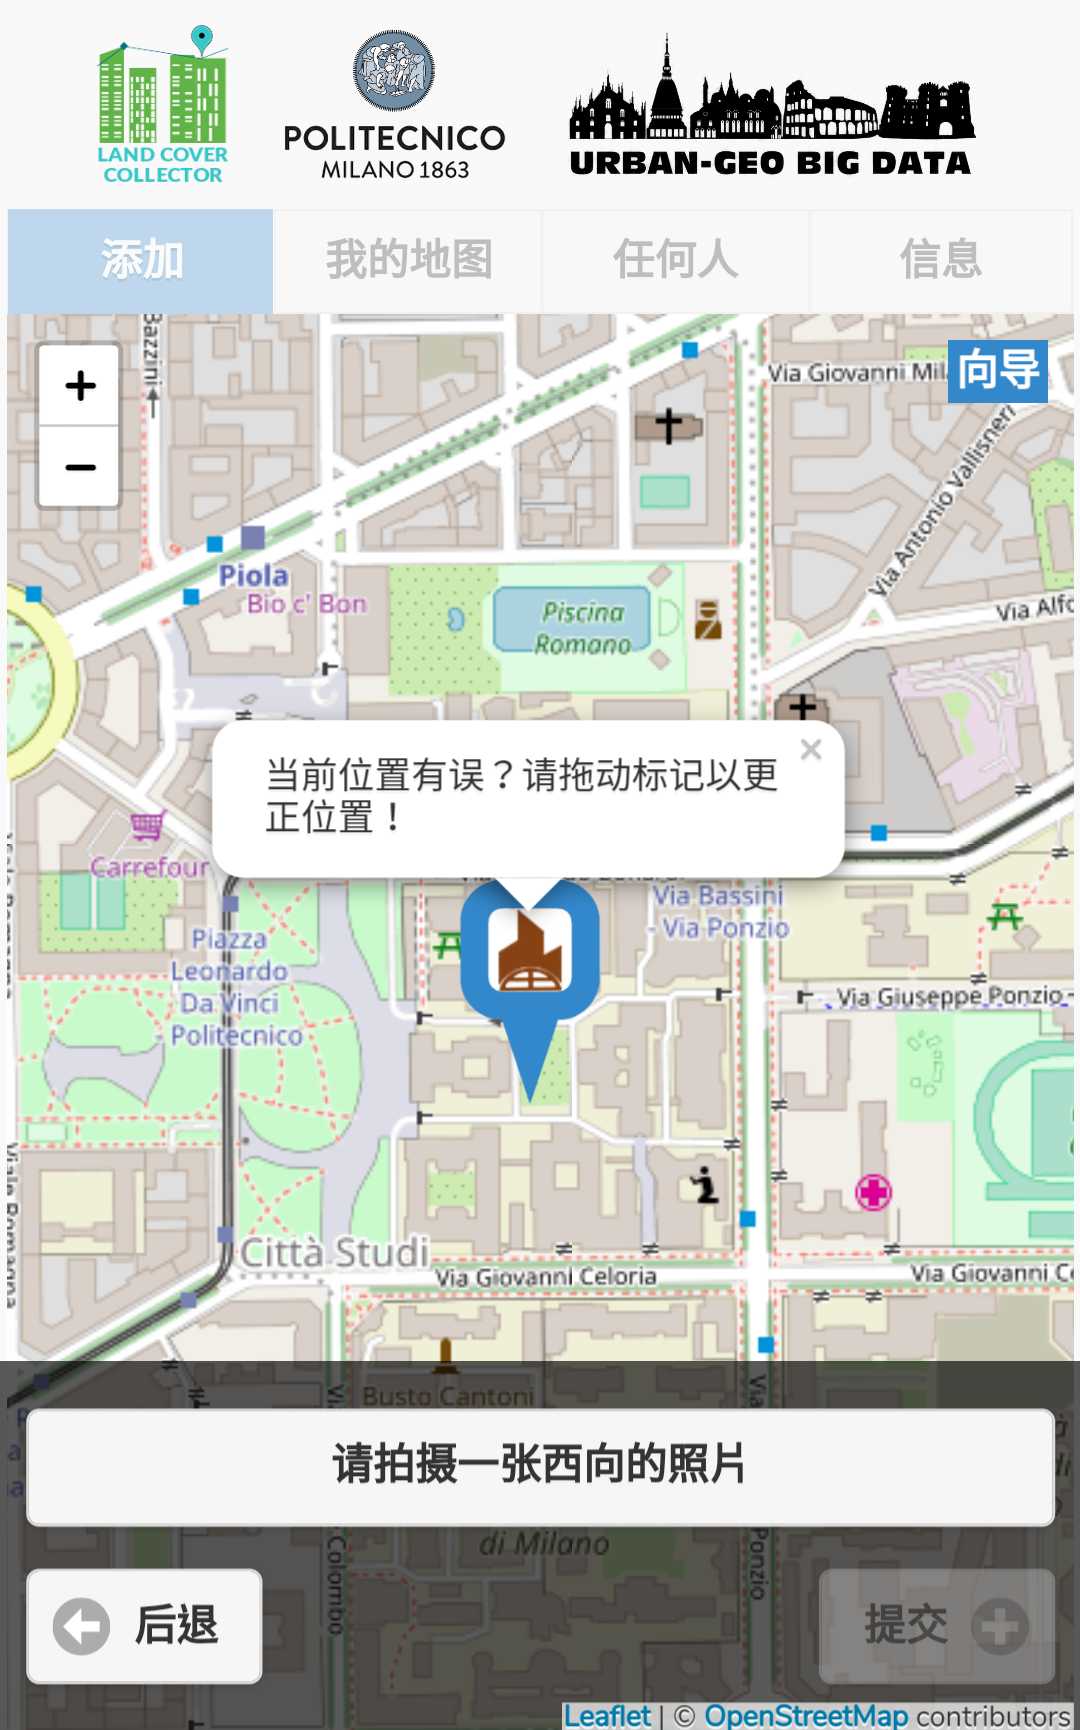 LAND COVER
COLLECTOR
POLITECNICO
MILANO 1863
URBAN-GEO BIG DATA
添加
我的地图
任何人
信息
Bazzini
+
−
Via Giovanni Mila
向导
Via Antonio Vallisneri
Piola
Bio c' Bon
Piscina
Romano
Via Alfo
当前位置有误？请拖动标记以更
正位置！
Carrefour
Via Bassini
- Via Ponzio
Piazza
Leonardo
Da Vinci
- Politecnico
Via Giuseppe Ponzio
Viale Romagna
Città Studi
Via Giovanni Celoria
Via Giovanni Ce
Busto Cantoni
请拍摄一张西向的照片
di Milano
Colombo
Ponzio
后退
提交
Leaflet | © OpenStreetMap contributors